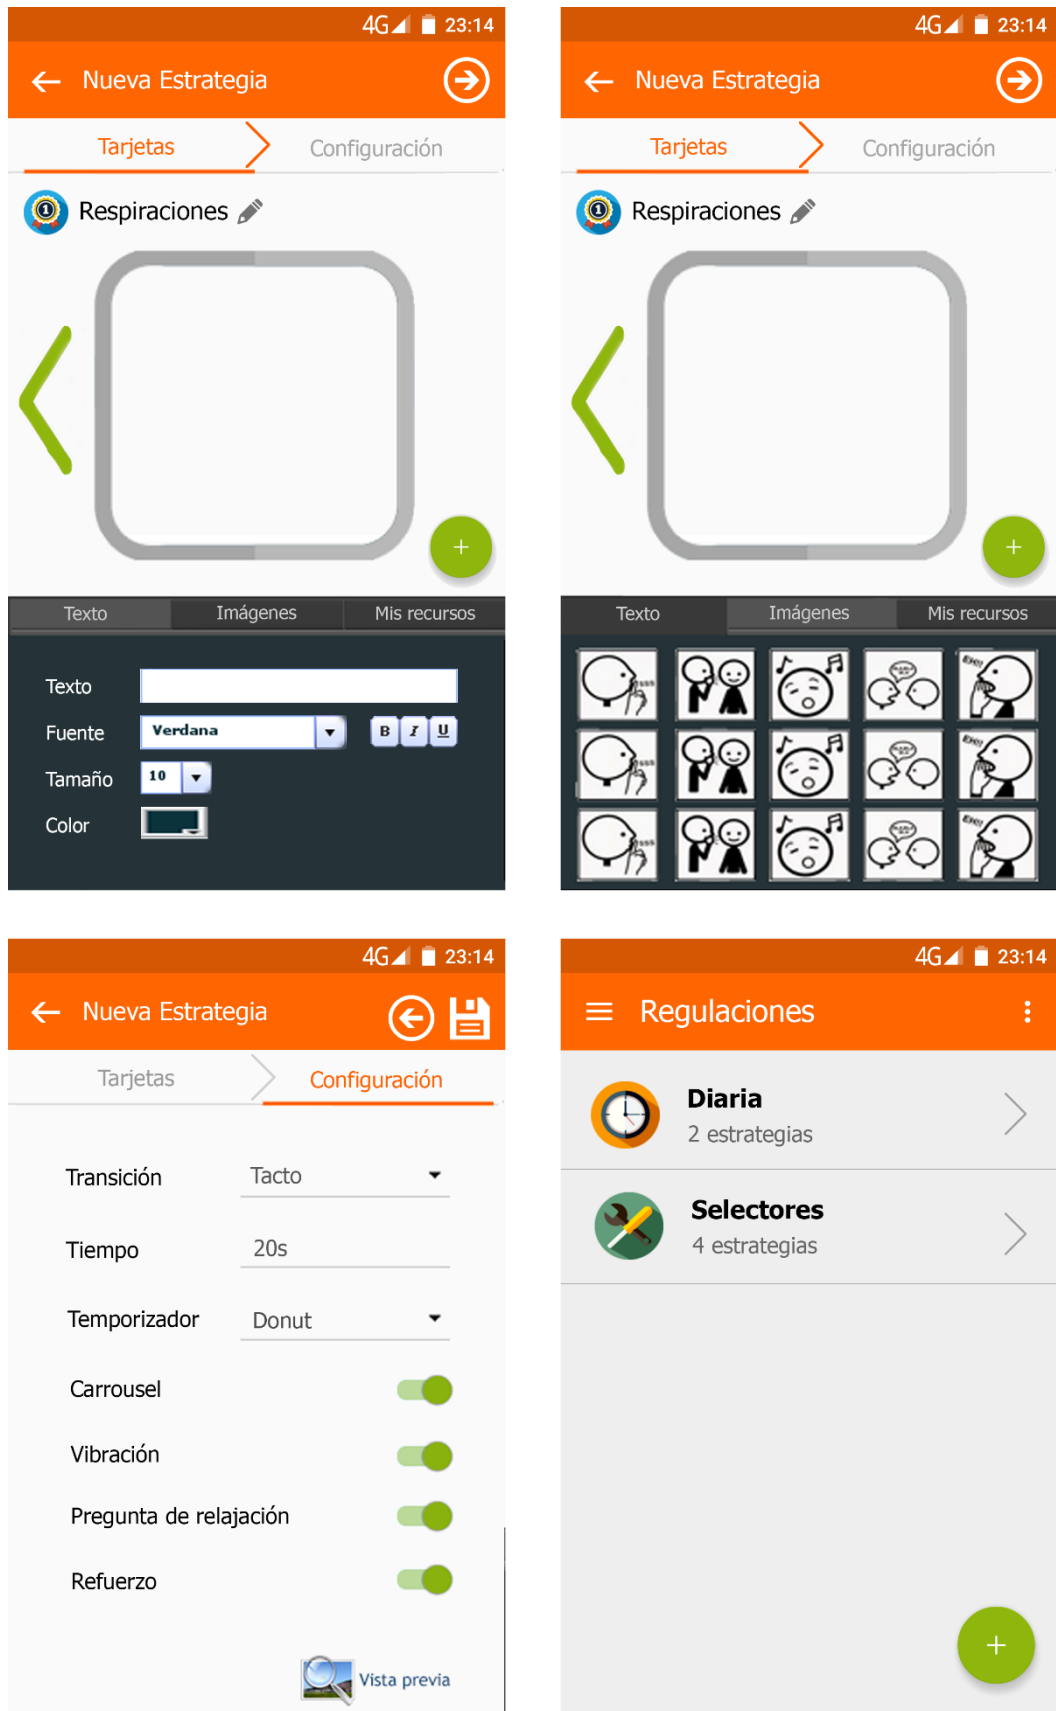 4G 23:14
Nueva Estrategia
Tarjetas Configuración
1 Respiraciones
+
Texto Imágenes Mis recursos
Texto
Fuente Verdana B I U
Tamaño 10
Color
4G 23:14
Nueva Estrategia
Tarjetas Configuración
1 Respiraciones
+
Texto Imágenes Mis recursos
4G 23:14
Nueva Estrategia
Tarjetas Configuración
Transición Tacto
Tiempo 20s
Temporizador Donut
Carrousel
Vibración
Pregunta de relajación
Refuerzo
Vista previa
4G 23:14
Regulaciones
Diaria
2 estrategias
Selectores
4 estrategias
+